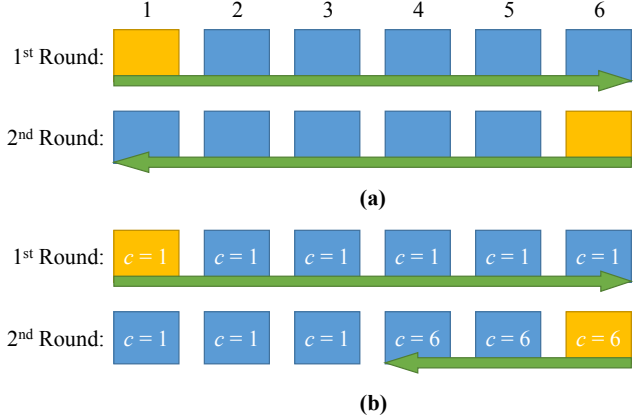 1 2 3 4 5 6
1st Round:
2nd Round:
(a)
1st Round: c = 1 c = 1 c = 1 c = 1 c = 1 c = 1
2nd Round: c = 1 c = 1 c = 1 c = 6 c = 6 c = 6
(b)